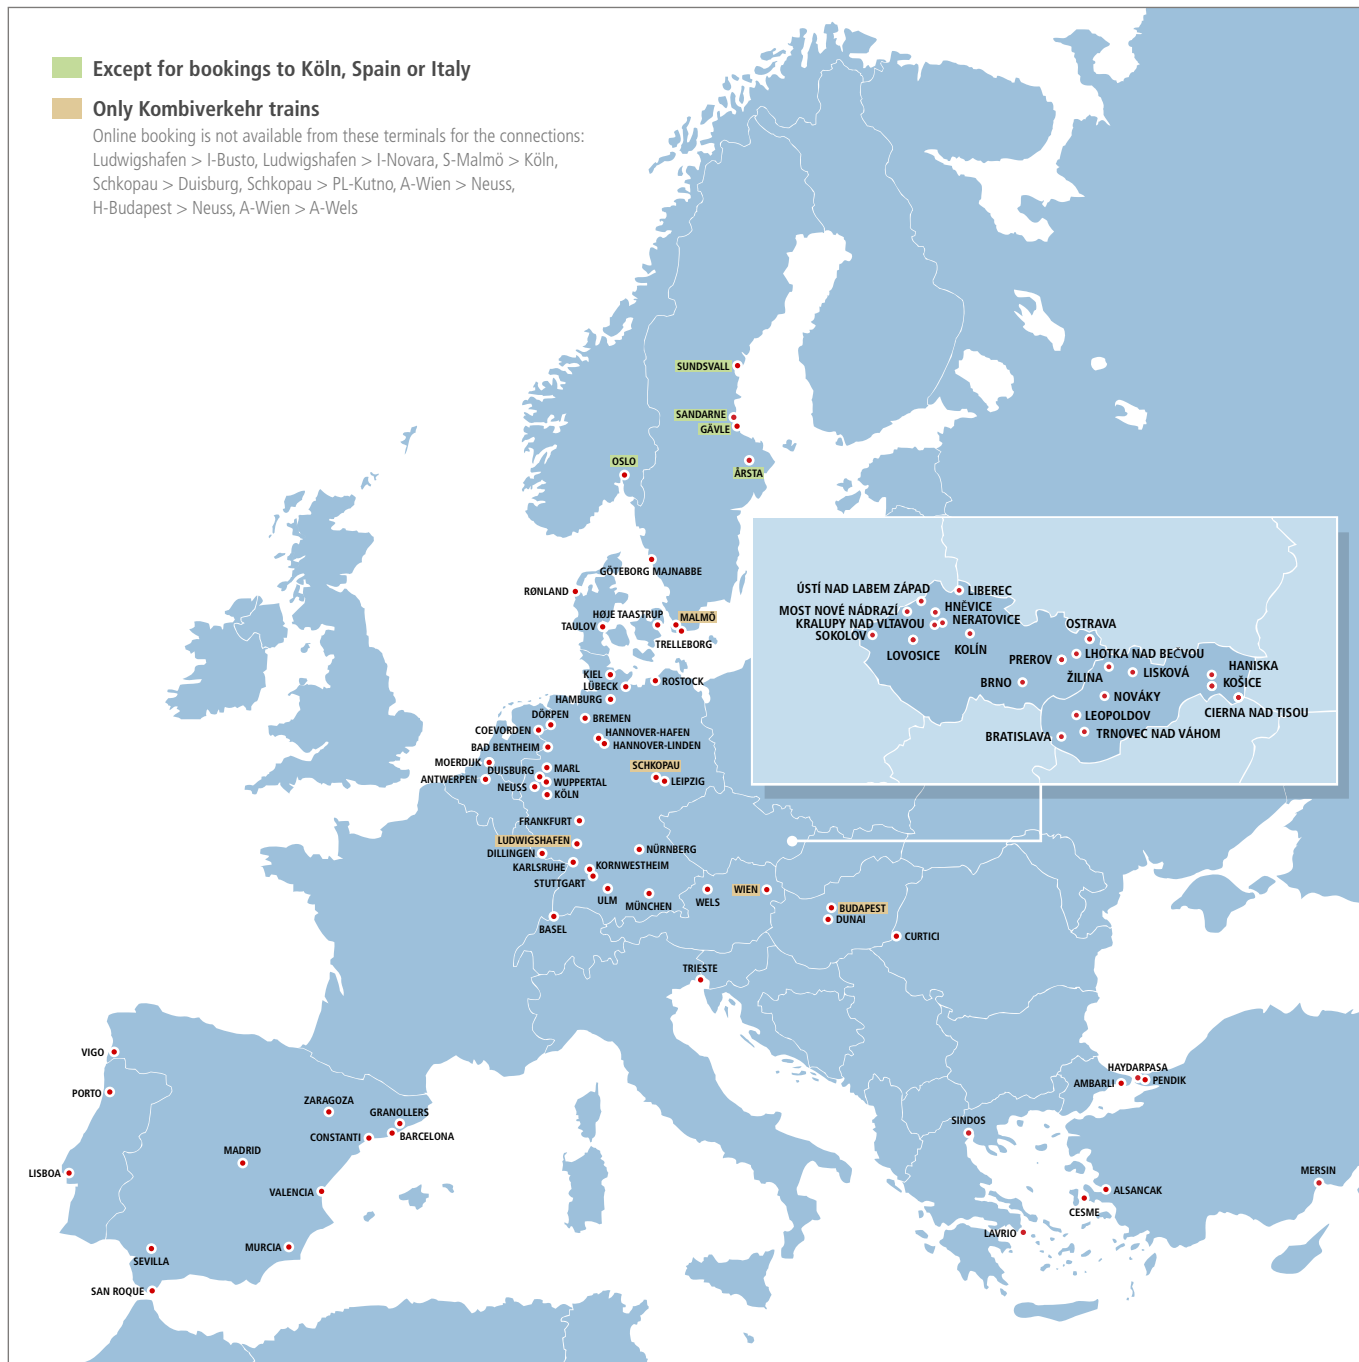 Except for bookings to Köln, Spain or Italy
Only Kombiverkehr trains
Online booking is not available from these terminals for the connections:
Ludwigshafen > I-Busto, Ludwigshafen > I-Novara, S-Malmö > Köln,
Schkopau > Duisburg, Schkopau > PL-Kutno, A-Wien > Neuss,
H-Budapest > Neuss, A-Wien > A-Wels
SUNDSVALL
SANDARNE
GÄVLE
OSLO
ÅRSTA
GÖTEBORG MAJNABBE
RØNLAND
HØJE TAASTRUP
MALMÖ
TAULOV
TRELLEBORG
KIEL
LÜBECK
ROSTOCK
HAMBURG
DÖRPEN
BREMEN
COEVORDEN
HANNOVER-HAFEN
HANNOVER-LINDEN
BAD BENTHEIM
MOERDIJK
MARL
DUISBURG
SCHKOPAU
ANTWERPEN
WUPPERTAL
LEIPZIG
NEUSS
KÖLN
FRANKFURT
LUDWIGSHAFEN
NÜRNBERG
DILLINGEN
KARLSRUHE
KORNWESTHEIM
STUTTGART
ULM
MÜNCHEN
WELS
WIEN
BUDAPEST
DUNAI
BASEL
CURTICI
TRIESTE
ÚSTÍ NAD LABEM ZÁPAD
LIBEREC
MOST NOVÉ NÁDRAZÍ
HNĚVICE
KRALUPY NAD VLTAVOU
NERATOVICE
SOKOLOV
OSTRAVA
LOVOSICE
KOLÍN
PREROV
LHOTKA NAD BEČVOU
ŽILINA
LISKOVÁ
HANISKA
BRNO
KOŠICE
NOVÁKY
CIERNA NAD TISOU
LEOPOLDOV
BRATISLAVA
TRNOVEC NAD VÁHOM
VIGO
PORTO
ZARAGOZA
GRANOLLERS
CONSTANTI
BARCELONA
MADRID
LISBOA
VALENCIA
MURCIA
SEVILLA
SAN ROQUE
HAYDARPASA
AMBARLI
PENDIK
SINDOS
MERSIN
ALSANCAK
CESME
LAVRIO